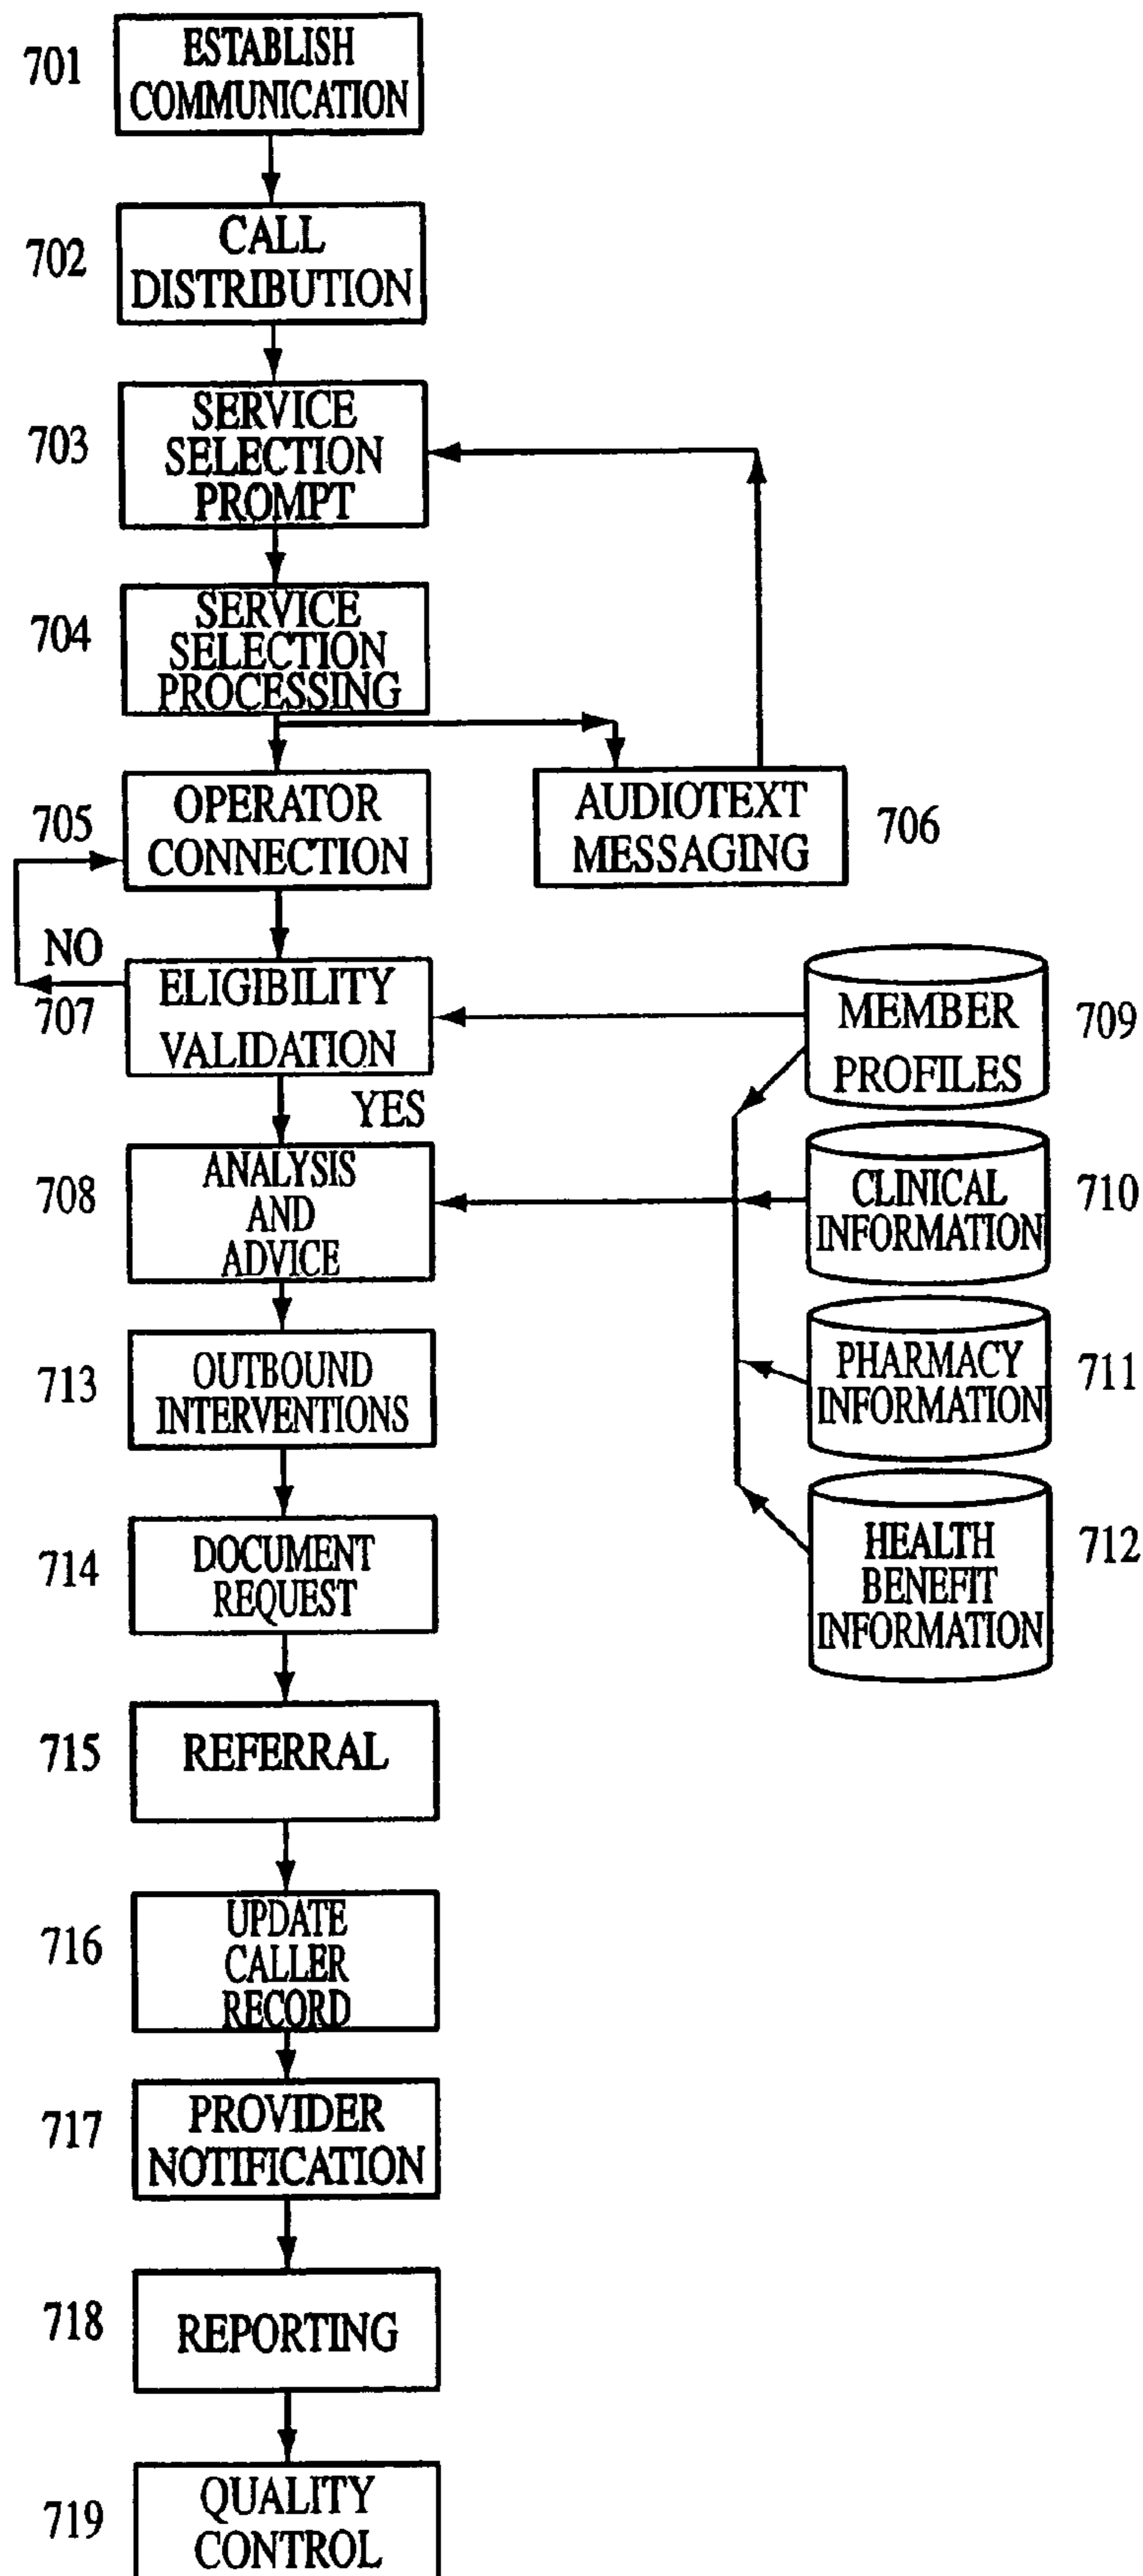 701
ESTABLISH
COMMUNICATION
702
CALL
DISTRIBUTION
703
SERVICE
SELECTION
PROMPT
704
SERVICE
SELECTION
PROCESSING
705
OPERATOR
CONNECTION
AUDIOTEXT
MESSAGING
706
NO
707
ELIGIBILITY
VALIDATION
MEMBER
PROFILES
709
YES
708
ANALYSIS
AND
ADVICE
CLINICAL
INFORMATION
710
713
OUTBOUND
INTERVENTIONS
PHARMACY
INFORMATION
711
714
DOCUMENT
REQUEST
HEALTH
BENEFIT
INFORMATION
712
715
REFERRAL
716
UPDATE
CALLER
RECORD
717
PROVIDER
NOTIFICATION
718
REPORTING
719
QUALITY
CONTROL